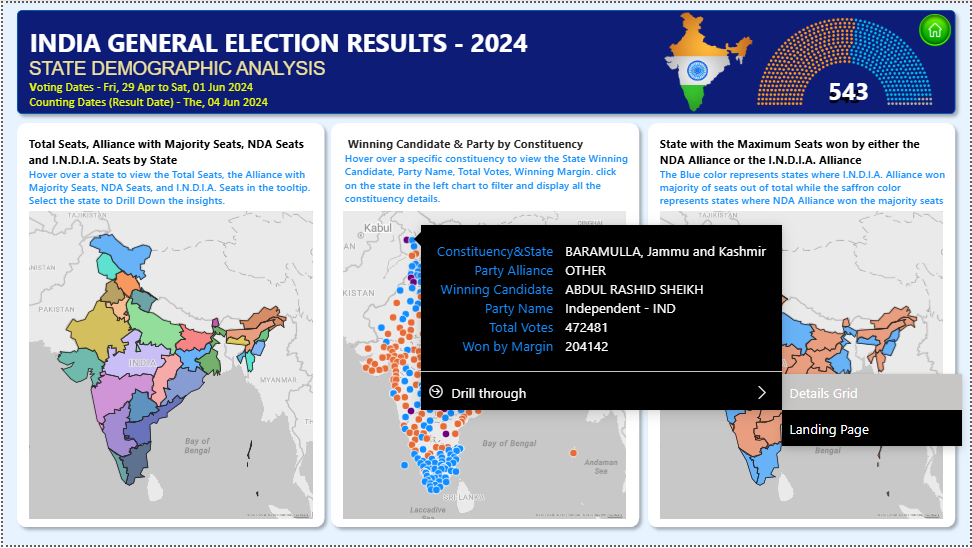 INDIA GENERAL ELECTION RESULTS - 2024
STATE DEMOGRAPHIC ANALYSIS
Voting Dates - Fri, 29 Apr to Sat, 01 Jun 2024
Counting Dates (Result Date) - The, 04 Jun 2024
543
Total Seats, Alliance with Majority Seats, NDA Seats
and I.N.D.I.A. Seats by State
Hover over a state to view the Total Seats, the Alliance with
Majority Seats, NDA Seats, and I.N.D.I.A. Seats in the tooltip.
Select the state to Drill Down the insights.
TAJIKISTAN
NISTAN
PAKISTAN
INDIA
MYANMAR
Bay of
Bengal
SRI LANKA
Winning Candidate & Party by Constituency
Hover over a specific constituency to view the State Winning
Candidate, Party Name, Total Votes, Winning Margin. click
on the state in the left chart to filter and display all the
constituency details.
Kabul
KISTAN
Constituency&State BARAMULLA, Jammu and Kashmir
Party Alliance OTHER
Winning Candidate ABDUL RASHID SHEIKH
Party Name Independent - IND
Total Votes 472481
Won by Margin 204142
Drill through
Details Grid
Landing Page
Bay of Bengal
Andaman
Sea
SRI LANKA
Laccadive
State with the Maximum Seats won by either the
NDA Alliance or the I.N.D.I.A. Alliance
The Blue color represents states where I.N.D.I.A. Alliance won
majority of seats out of total while the saffron color
represents states where NDA Alliance won the majority seats
TAJIKISTAN
MYANMAR
Bengal